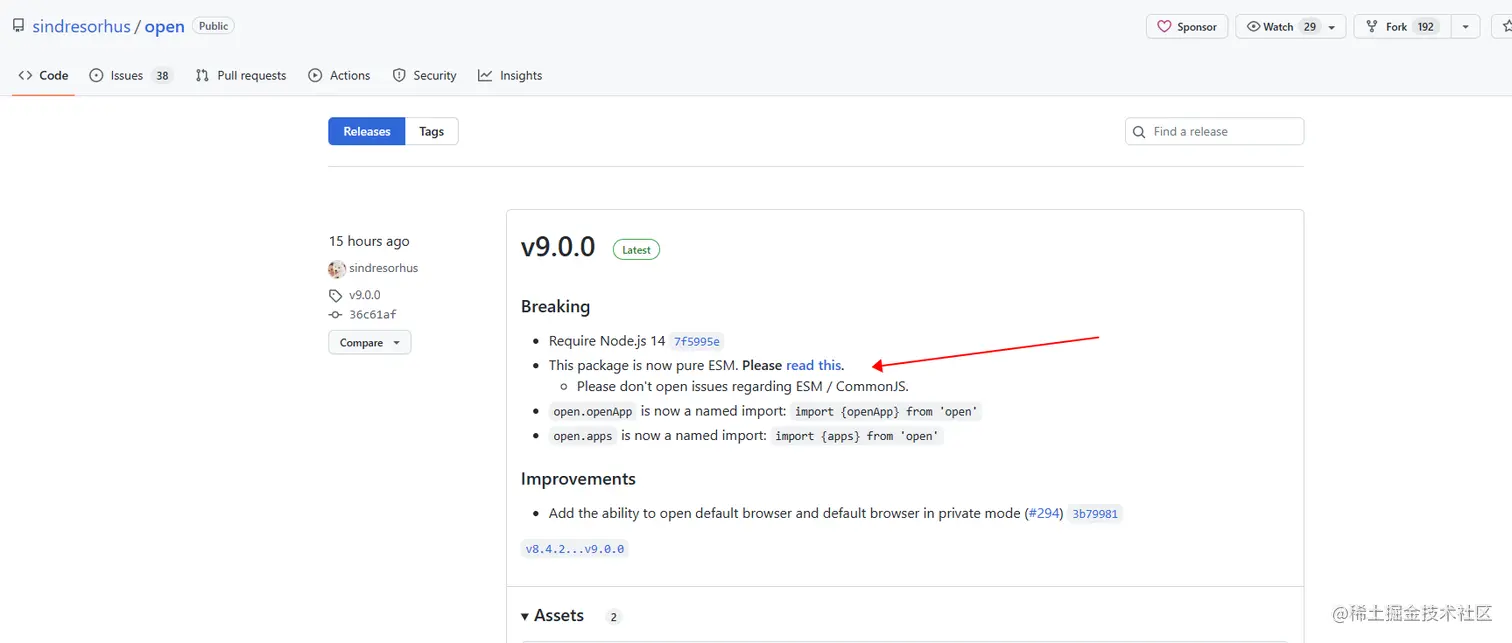 sindresorhus / open Public Sponsor Watch 29 Fork 192
Code Issues 38 Pull requests Actions Security Insights
Releases Tags Find a release
15 hours ago
sindresorhus
v9.0.0
36c61af
Compare
v9.0.0 Latest
Breaking
Require Node.js 14 7f5995e
This package is now pure ESM. Please read this.
Please don't open issues regarding ESM / CommonJS.
open.openApp is now a named import: import {openApp} from 'open'
open.apps is now a named import: import {apps} from 'open'
Improvements
Add the ability to open default browser and default browser in private mode (#294) 3b79981
v8.4.2...v9.0.0
Assets 2
@稀土掘金技术社区